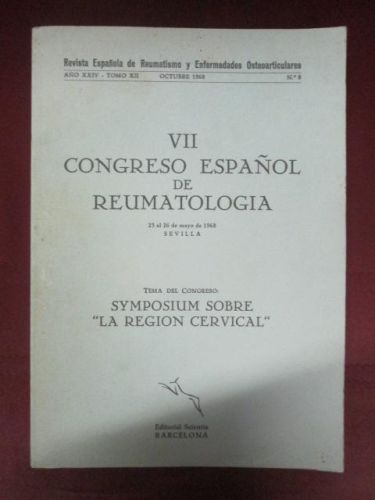 Revista Española de Reumatismo y Enfermedades Osteoarticulares
AÑO XXIV - TOMO XII OCTUBRE 1968 N.º 8
VII
CONGRESO ESPAÑOL
DE
REUMATOLOGIA
23 al 26 de mayo de 1968
SEVILLA
TEMA DEL CONGRESO:
SYMPOSIUM SOBRE
"LA REGION CERVICAL"
Editorial Scientia
BARCELONA